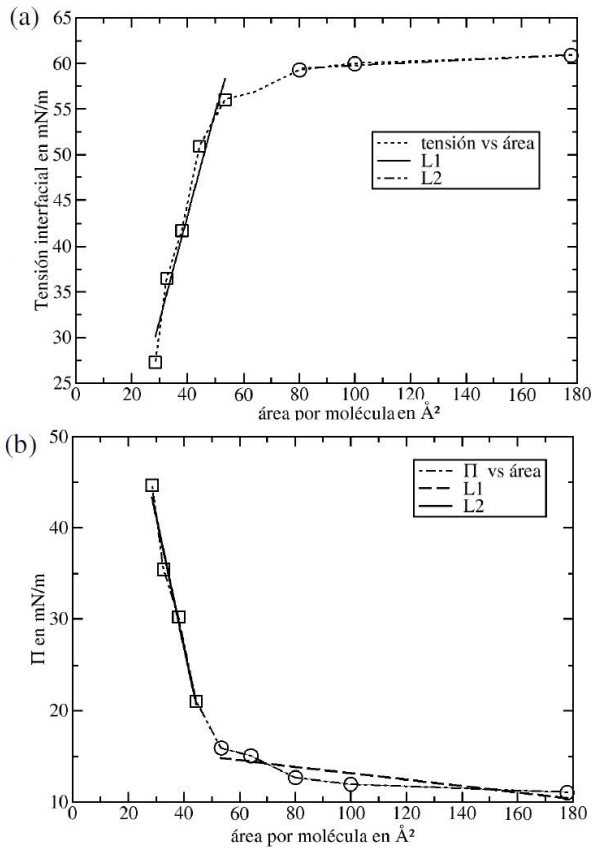 (a)
65
60
55
50
45
40
35
30
25
Tensión interfacial en mN/m
tensión vs área
L1
L2
0 20 40 60 80 100 120 140 160 180
área por molécula en Å²
(b)
50
40
30
20
10
Π en mN/m
Π vs área
L1
L2
0 20 40 60 80 100 120 140 160 180
área por molécula en Å²